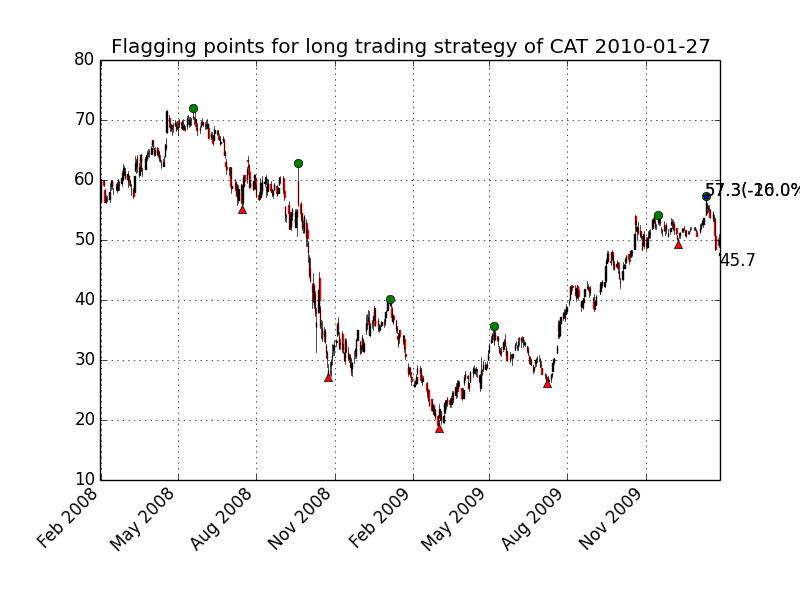 Flagging points for long trading strategy of CAT 2010-01-27
80
70
60
50
40
30
20
10
45.7
Feb 2008
May 2008
Aug 2008
Nov 2008
Feb 2009
May 2009
Aug 2009
Nov 2009